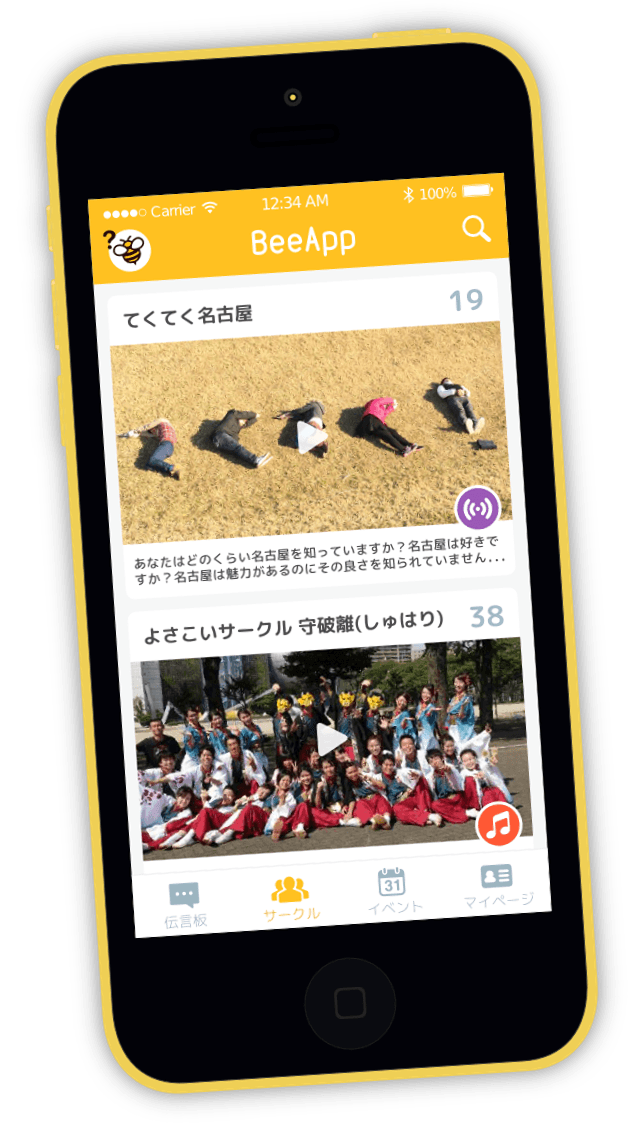 Carrier 12:34 AM 100%
? BeeApp
てくてく名古屋 19
あなたはどのくらい名古屋を知っていますか？名古屋は好きで
すか？名古屋は魅力があるのにその良さを知られていません...
よさこいサークル 守破離(しゅはり) 38
31
伝言板 サークル イベント マイページ